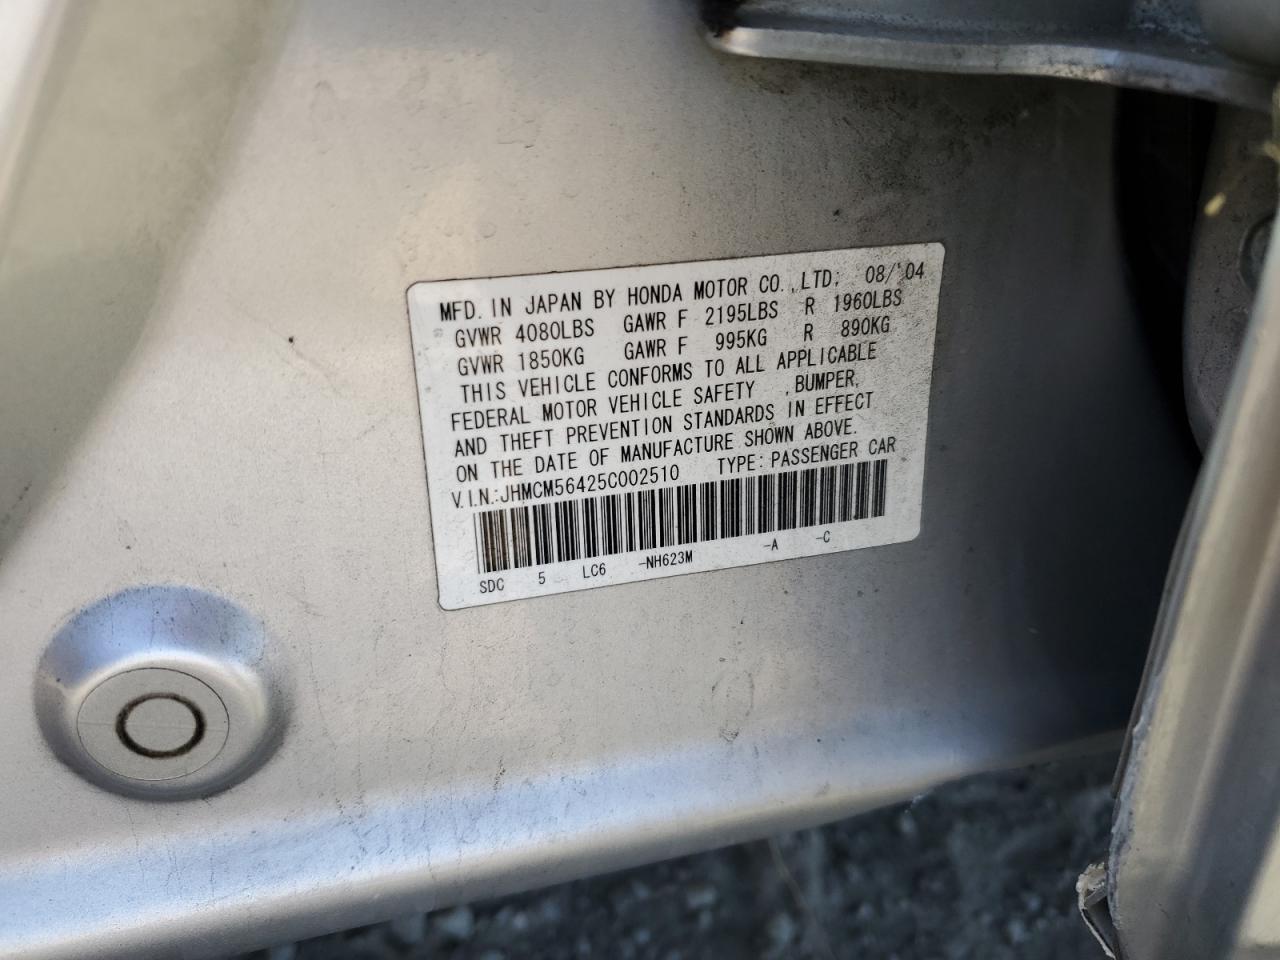 MFD. IN JAPAN BY HONDA MOTOR CO.,LTD, 08/'04
GVWR 4080LBS GAWR F 2195LBS R 1960LBS
GVWR 1850KG GAWR F 995KG R 890KG
THIS VEHICLE CONFORMS TO ALL APPLICABLE
FEDERAL MOTOR VEHICLE SAFETY ,BUMPER,
AND THEFT PREVENTION STANDARDS IN EFFECT
ON THE DATE OF MANUFACTURE SHOWN ABOVE.
V.I.N.:JHMCM56425C002510 TYPE:PASSENGER CAR
SDC 5 LC6 -NH623M -A -C